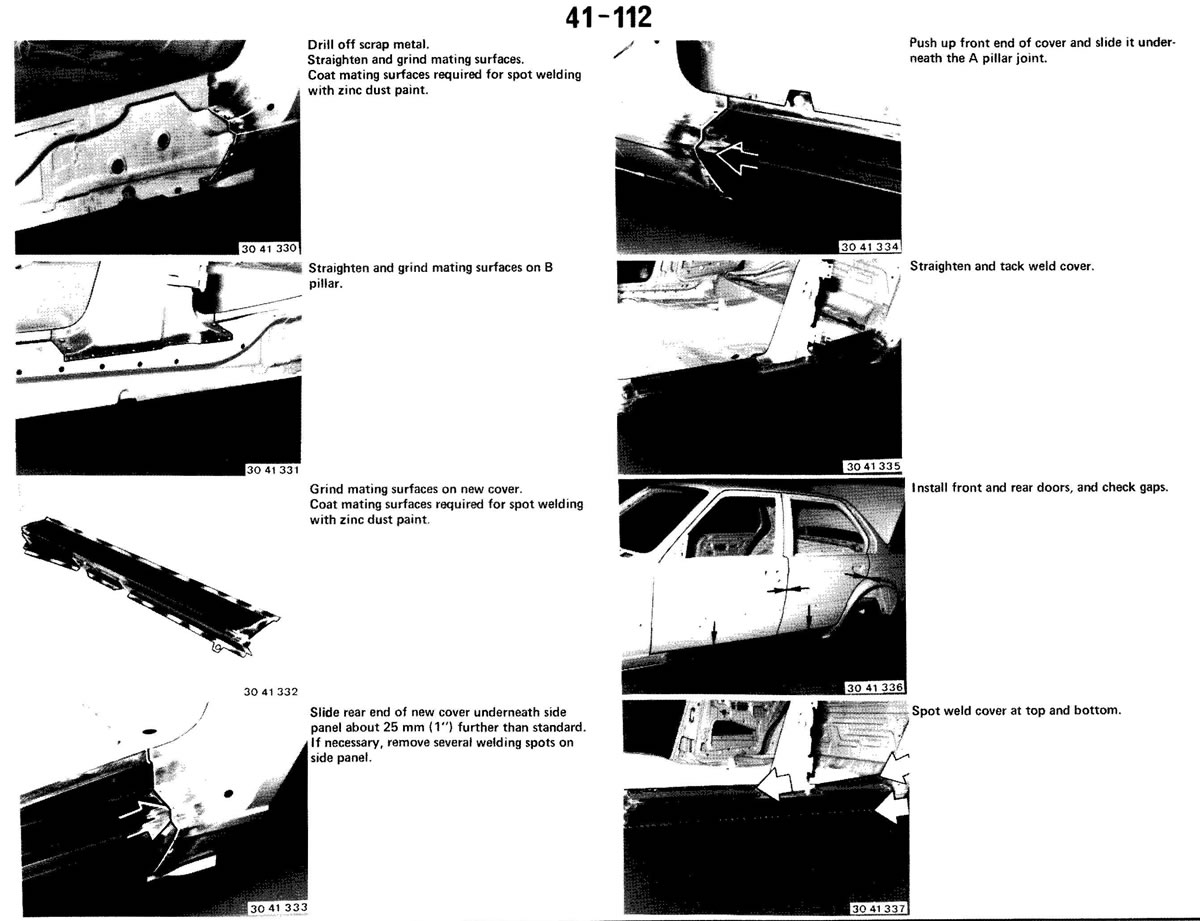 41-112
Drill off scrap metal.
Straighten and grind mating surfaces.
Coat mating surfaces required for spot welding
with zinc dust paint.
30 41 330
Straighten and grind mating surfaces on B
pillar.
30 41 331
Grind mating surfaces on new cover.
Coat mating surfaces required for spot welding
with zinc dust paint.
30 41 332
Slide rear end of new cover underneath side
panel about 25 mm (1″) further than standard.
If necessary, remove several welding spots on
side panel.
30 41 333
Push up front end of cover and slide it under-
neath the A pillar joint.
30 41 334
Straighten and tack weld cover.
30 41 335
Install front and rear doors, and check gaps.
30 41 336
Spot weld cover at top and bottom.
30 41 337